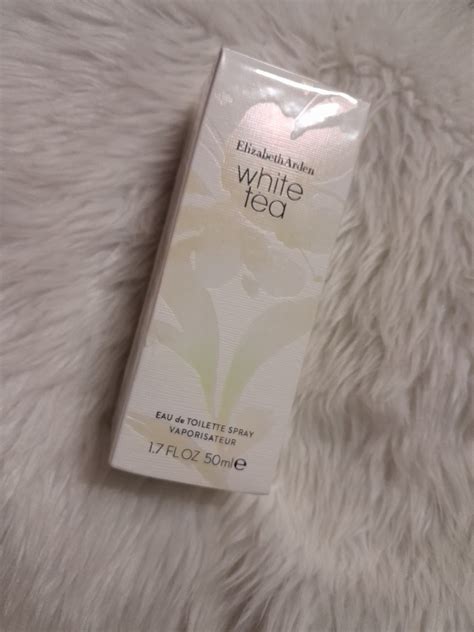 ElizabethArden
white
tea
EAU de TOILETTE SPRAY
VAPORISATEUR
1.7 FL OZ 50ml e